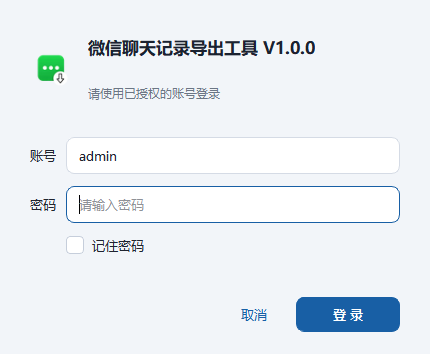 微信聊天记录导出工具 V1.0.0
请使用已授权的账号登录
账号 admin
密码 请输入密码
记住密码
取消 登 录